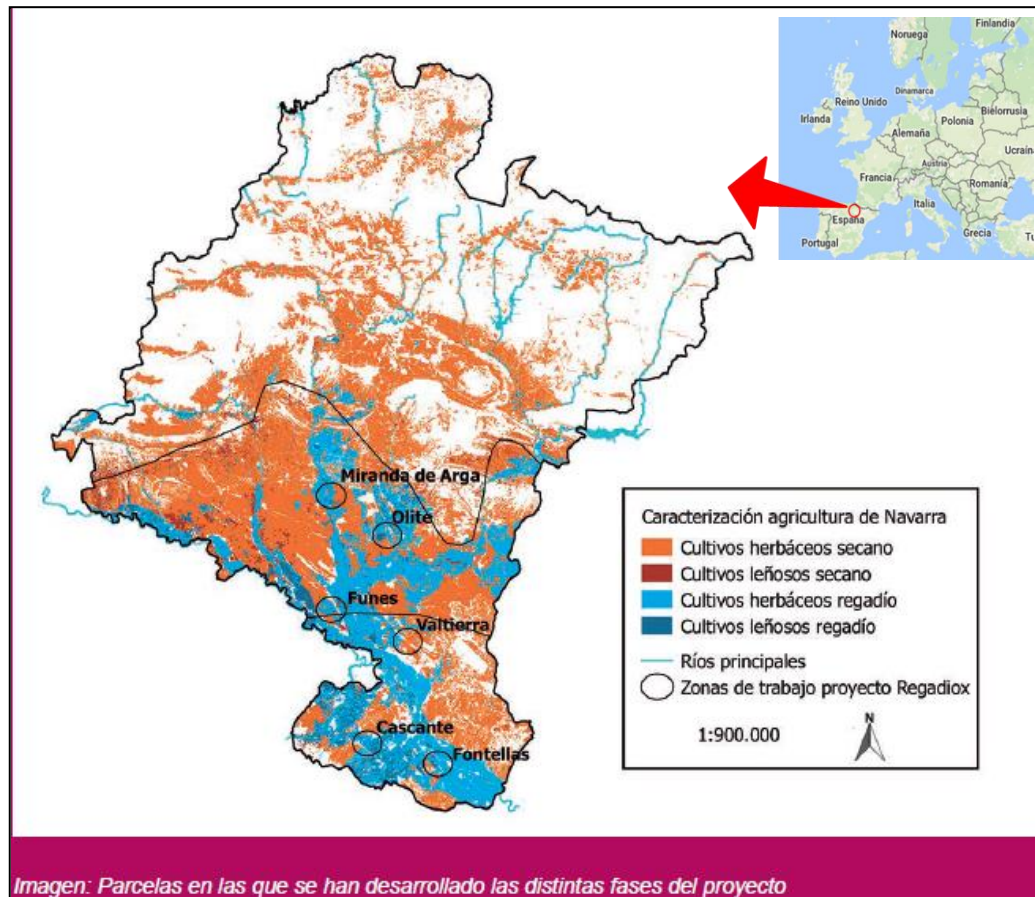 Noruega
Finlandia
Dinamarca
Reino Unido
Irlanda
Bielorrusia
Polonia
Alemaña
Ucrain
Austria
Francia
Romanía
Italia
España
Grecia
Portugal
Tu
Miranda de Arga
Olite
Funes
Valtierra
Cascante
Fontellas
Caracterización agricultura de Navarra
Cultivos herbáceos secano
Cultivos leñosos secano
Cultivos herbáceos regadío
Cultivos leñosos regadío
Ríos principales
Zonas de trabajo proyecto Regadiox
1:900.000
N
Imagen: Parcelas en las que se han desarrollado las distintas fases del proyecto